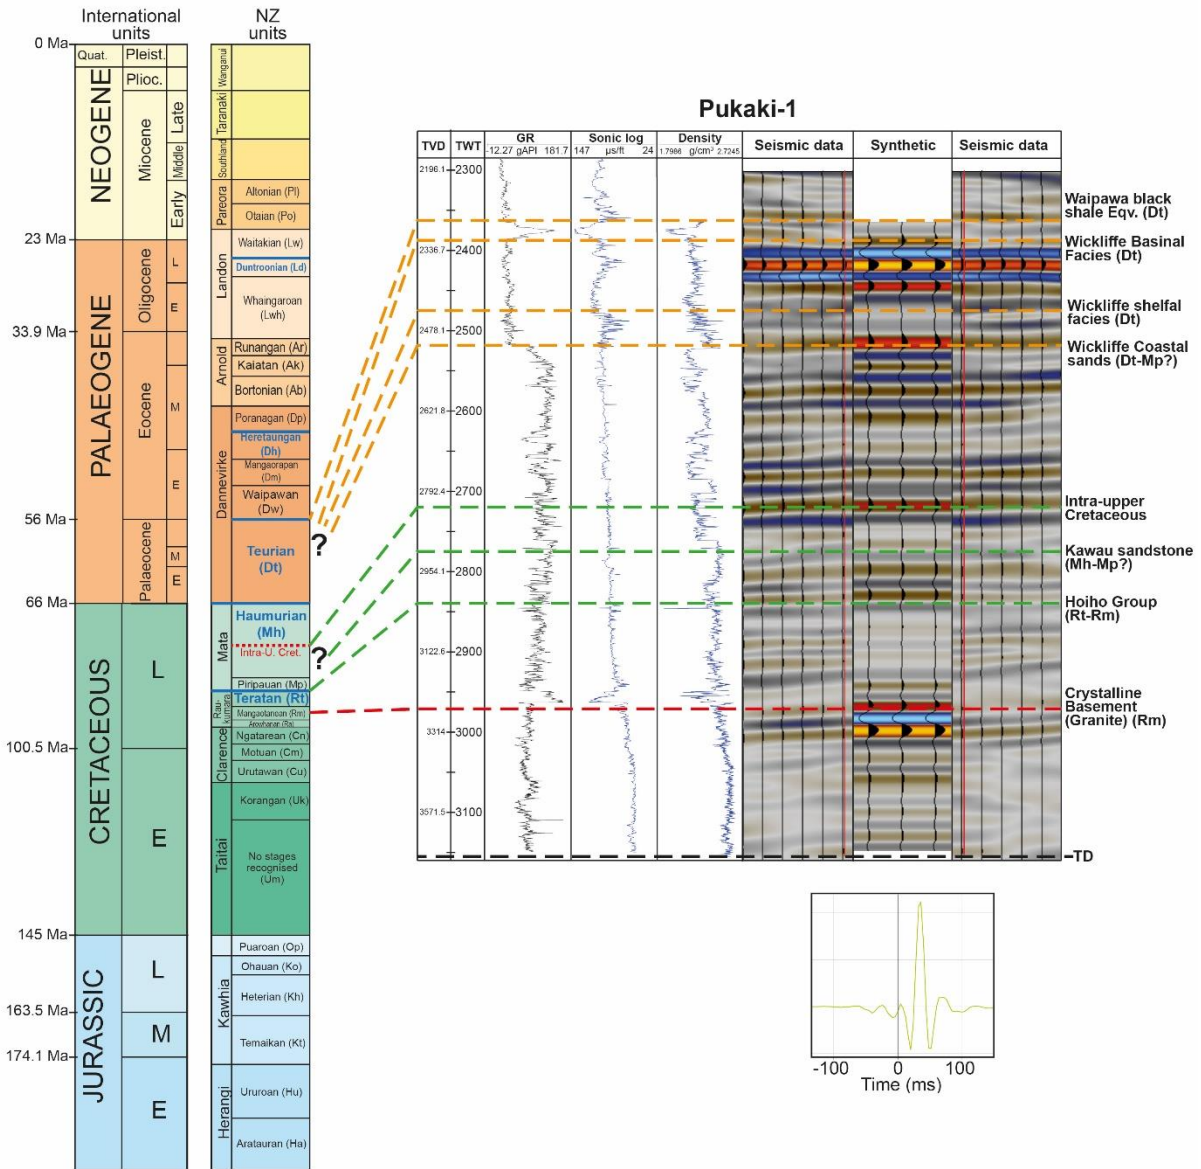 International
units
NZ
units
0 Ma
23 Ma
33.9 Ma
56 Ma
66 Ma
100.5 Ma
145 Ma
163.5 Ma
174.1 Ma
NEOGENE
PALAEOGENE
CRETACEOUS
JURASSIC
Quat.
Pleist.
Plioc.
Miocene
Late
Middle
Early
Oligocene
L
E
Eocene
M
E
Palaeocene
M
E
L
E
L
M
E
Wanganui
Taranaki
Southland
Pareora
Altonian (Pl)
Otaian (Po)
Landon
Waitakian (Lw)
Duntroonian (Ld)
Whaingaroan
(Lwh)
Arnold
Runangan (Ar)
Kaiatan (Ak)
Bortonian (Ab)
Dannevirke
Poranagan (Dp)
Heretaungan
(Dh)
Mangaorapan
(Dm)
Waipawan
(Dw)
Teurian
(Dt)
?
Mata
Haumurian
(Mh)
Intra-U. Cret.
?
Piripauan (Mp)
Rau-
kumara
Teratan (Rt)
Mangaotanoan (Rm)
Arowhanan (Ra)
Clarence
Ngatarean (Cn)
Motuan (Cm)
Urutawan (Cu)
Taitai
Korangan (Uk)
No stages
recognised
(Um)
Puaroan (Op)
Kawhia
Ohauan (Ko)
Heterian (Kh)
Temaikan (Kt)
Herangi
Ururoan (Hu)
Aratauran (Ha)
Pukaki-1
TVD
TWT
GR
-12.27 gAPI 181.7
Sonic log
147 µs/ft 24
Density
1.7986 g/cm³ 2.7245
Seismic data
Synthetic
Seismic data
2196.1 2300
2336.7 2400
2478.1 2500
2621.8 2600
2792.4 2700
2954.1 2800
3122.6 2900
3314 3000
3571.5 3100
Waipawa black
shale Eqv. (Dt)
Wickliffe Basinal
Facies (Dt)
Wickliffe shelfal
facies (Dt)
Wickliffe Coastal
sands (Dt-Mp?)
Intra-upper
Cretaceous
Kawau sandstone
(Mh-Mp?)
Hoiho Group
(Rt-Rm)
Crystalline
Basement
(Granite) (Rm)
TD
-100 0 100
Time (ms)